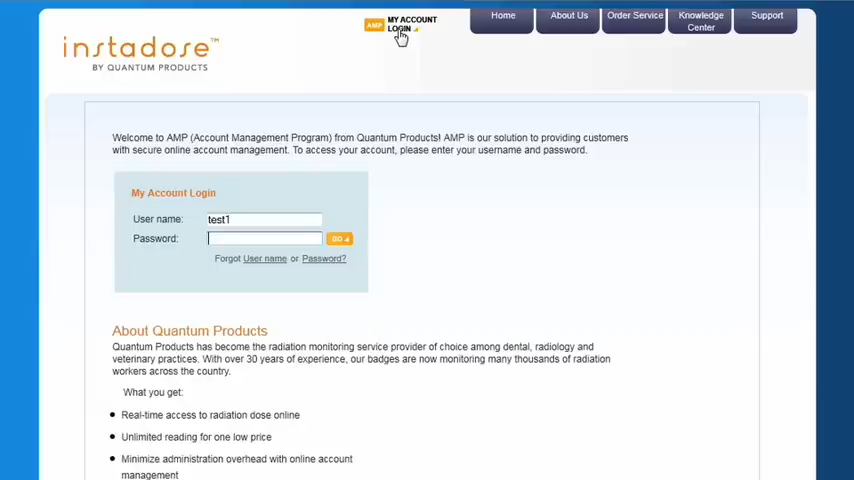 AMP MY ACCOUNT
LOGIN
Home
About Us
Order Service
Knowledge
Center
Support
instadose™
BY QUANTUM PRODUCTS
Welcome to AMP (Account Management Program) from Quantum Products! AMP is our solution to providing customers
with secure online account management. To access your account, please enter your username and password.
My Account Login
User name: test1
Password: GO
Forgot User name or Password?
About Quantum Products
Quantum Products has become the radiation monitoring service provider of choice among dental, radiology and
veterinary practices. With over 30 years of experience, our badges are now monitoring many thousands of radiation
workers across the country.
What you get:
Real-time access to radiation dose online
Unlimited reading for one low price
Minimize administration overhead with online account
management